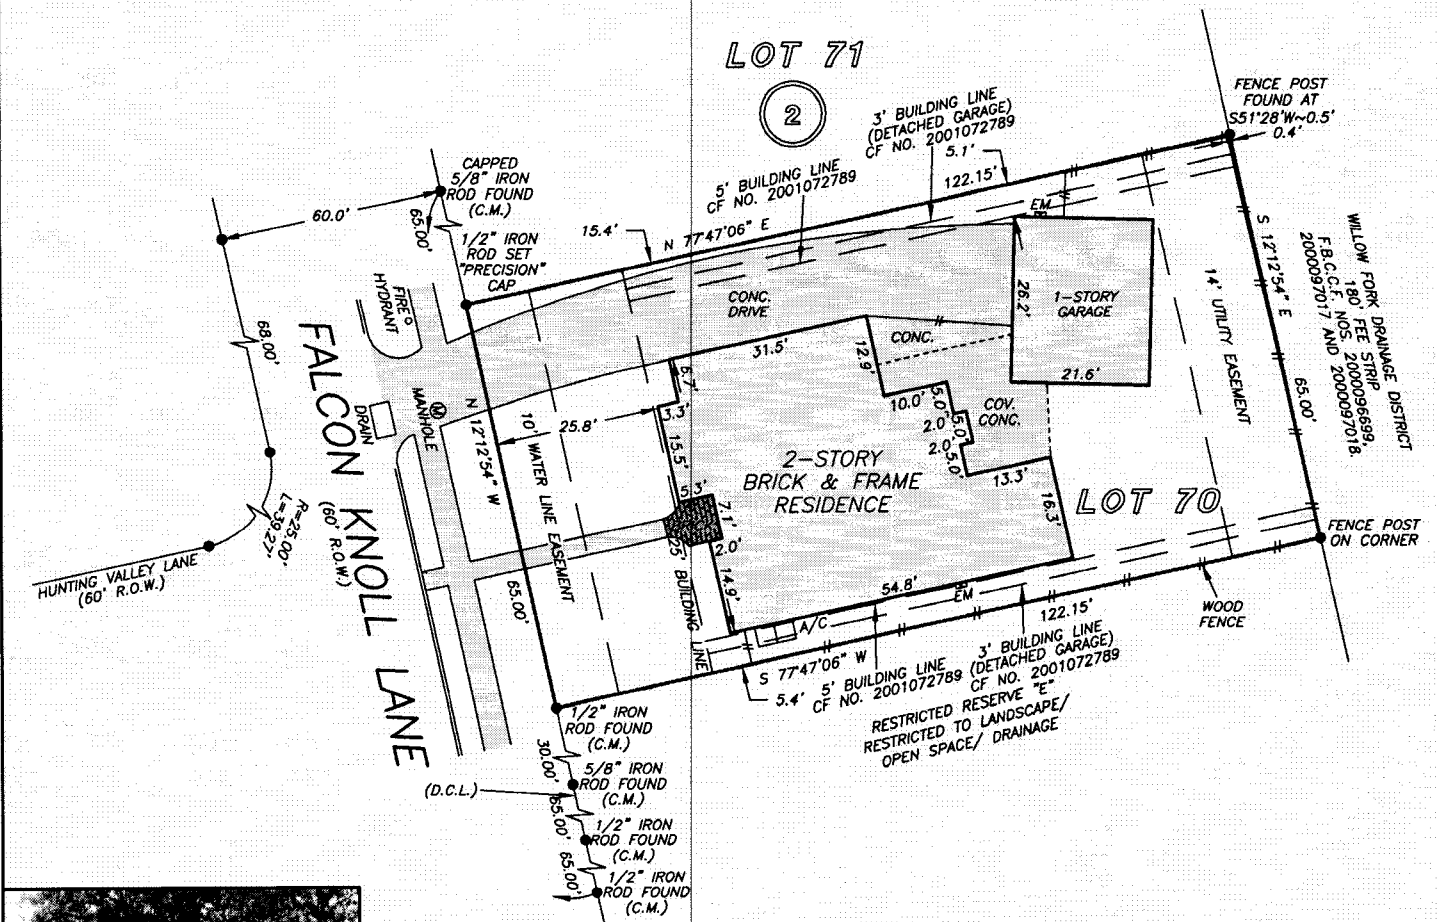 LOT 71
2
3' BUILDING LINE
(DETACHED GARAGE)
CF NO. 2001072789
5.1'
122.15'
5' BUILDING LINE
CF NO. 2001072789
FENCE POST
FOUND AT
S51°28'W~0.5'
0.4'
CAPPED
5/8" IRON
ROD FOUND
(C.M.)
60.0'
65.00'
1/2" IRON
ROD SET
"PRECISION"
CAP
15.4'
N 77°47'06" E
EM
FIRE
HYDRANT
68.00'
CONC.
DRIVE
26.2'
1-STORY
GARAGE
21.6'
14' UTILITY EASEMENT
S 12°12'54" E
65.00'
WILLOW FORK DRAINAGE DISTRICT
180' FEE STRIP
F.B.C.C.F. NOS. 2000096699,
2000097017 AND 2000097018
FALCON KNOLL LANE
(60' R.O.W.)
MANHOLE
M
DRAIN
N 12°12'54" W
65.00'
10' WATER LINE EASEMENT
25.8'
31.5'
12.9'
CONC.
6.7'
3.3'
15.5'
10.0'
5.0'
2.0'
5.0'
2.0'
5.0'
COV.
CONC.
13.3'
16.3'
2-STORY
BRICK & FRAME
RESIDENCE
LOT 70
5.3'
7.1'
2.0'
14.9'
25' BUILDING LINE
54.8'
EM
A/C
122.15'
S 77°47'06" W
5.4'
5' BUILDING LINE
CF NO. 2001072789
3' BUILDING LINE
(DETACHED GARAGE)
CF NO. 2001072789
RESTRICTED RESERVE "E"
RESTRICTED TO LANDSCAPE/
OPEN SPACE/ DRAINAGE
WOOD
FENCE
FENCE POST
ON CORNER
R=25.00'
L=39.27'
HUNTING VALLEY LANE
(60' R.O.W.)
1/2" IRON
ROD FOUND
(C.M.)
30.00'
5/8" IRON
ROD FOUND
(C.M.)
(D.C.L.)
65.00'
1/2" IRON
ROD FOUND
(C.M.)
65.00'
1/2" IRON
ROD FOUND
(C.M.)